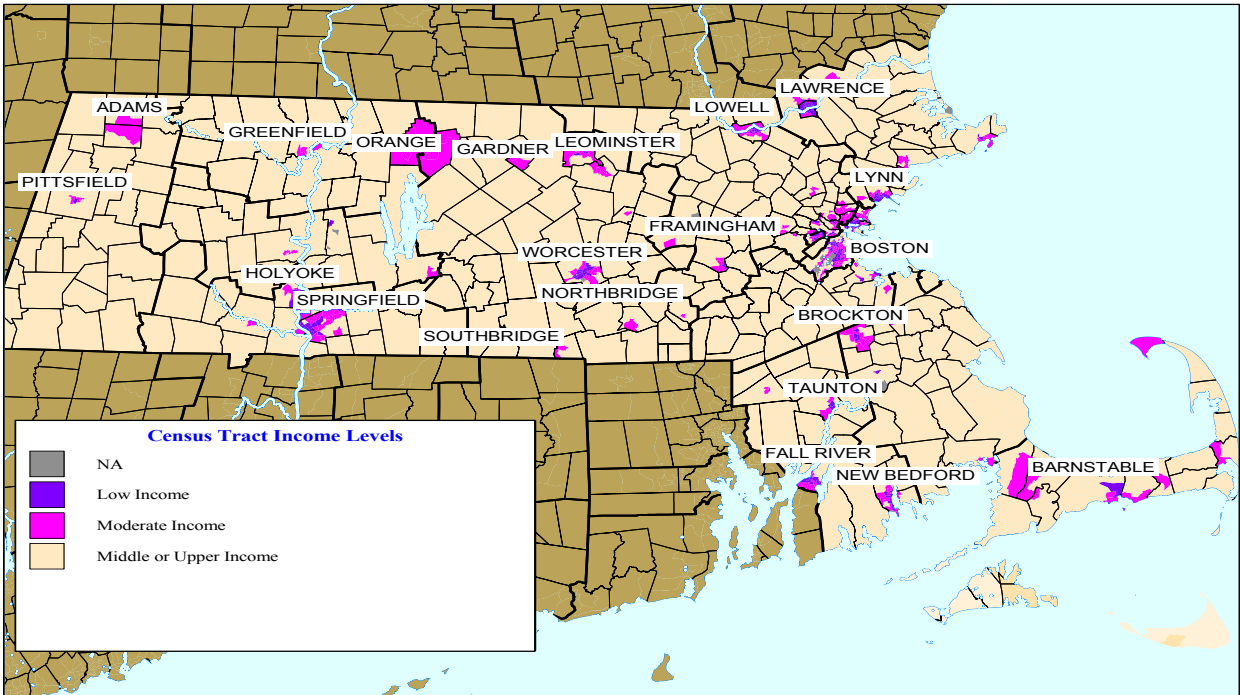 ADAMS
LAWRENCE
LOWELL
GREENFIELD
ORANGE
GARDNER
LEOMINSTER
PITTSFIELD
LYNN
FRAMINGHAM
BOSTON
WORCESTER
HOLYOKE
NORTHBRIDGE
SPRINGFIELD
BROCKTON
SOUTHBRIDGE
TAUNTON
FALL RIVER
BARNSTABLE
NEW BEDFORD
Census Tract Income Levels
NA
Low Income
Moderate Income
Middle or Upper Income